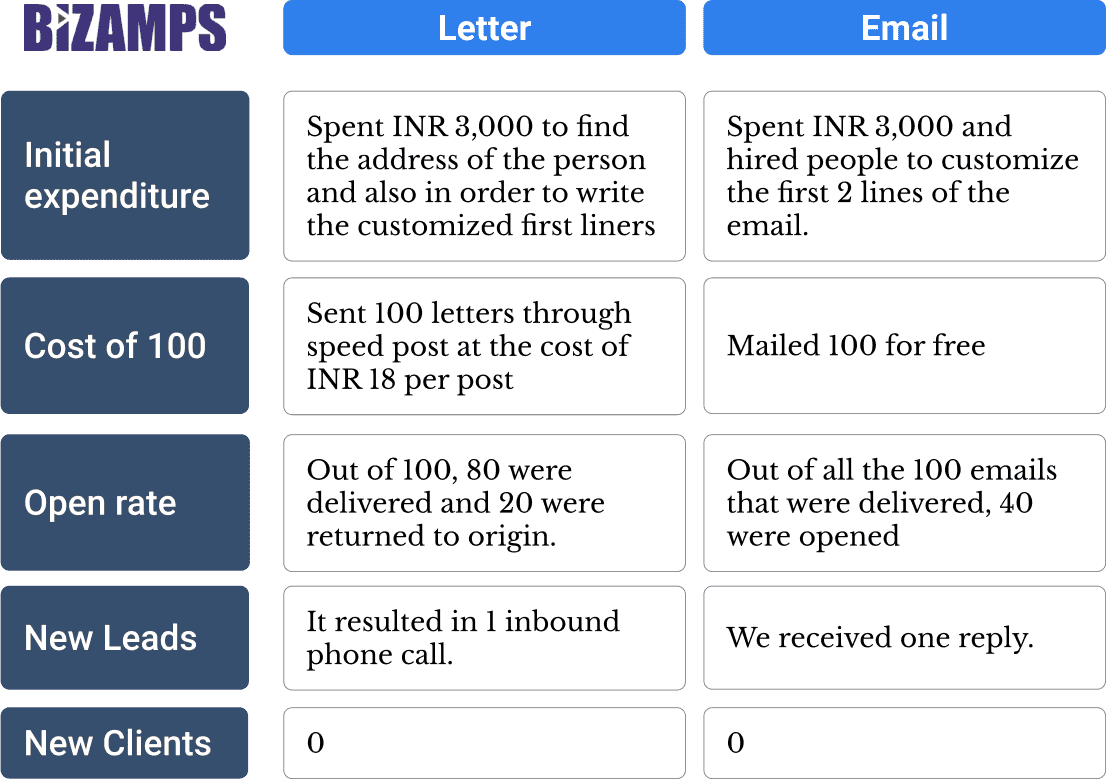 BiZAMPS
Letter
Email
Initial
expenditure
Spent INR 3,000 to find
the address of the person
and also in order to write
the customized first liners
Spent INR 3,000 and
hired people to customize
the first 2 lines of the
email.
Cost of 100
Sent 100 letters through
speed post at the cost of
INR 18 per post
Mailed 100 for free
Open rate
Out of 100, 80 were
delivered and 20 were
returned to origin.
Out of all the 100 emails
that were delivered, 40
were opened
New Leads
It resulted in 1 inbound
phone call.
We received one reply.
New Clients
0
0